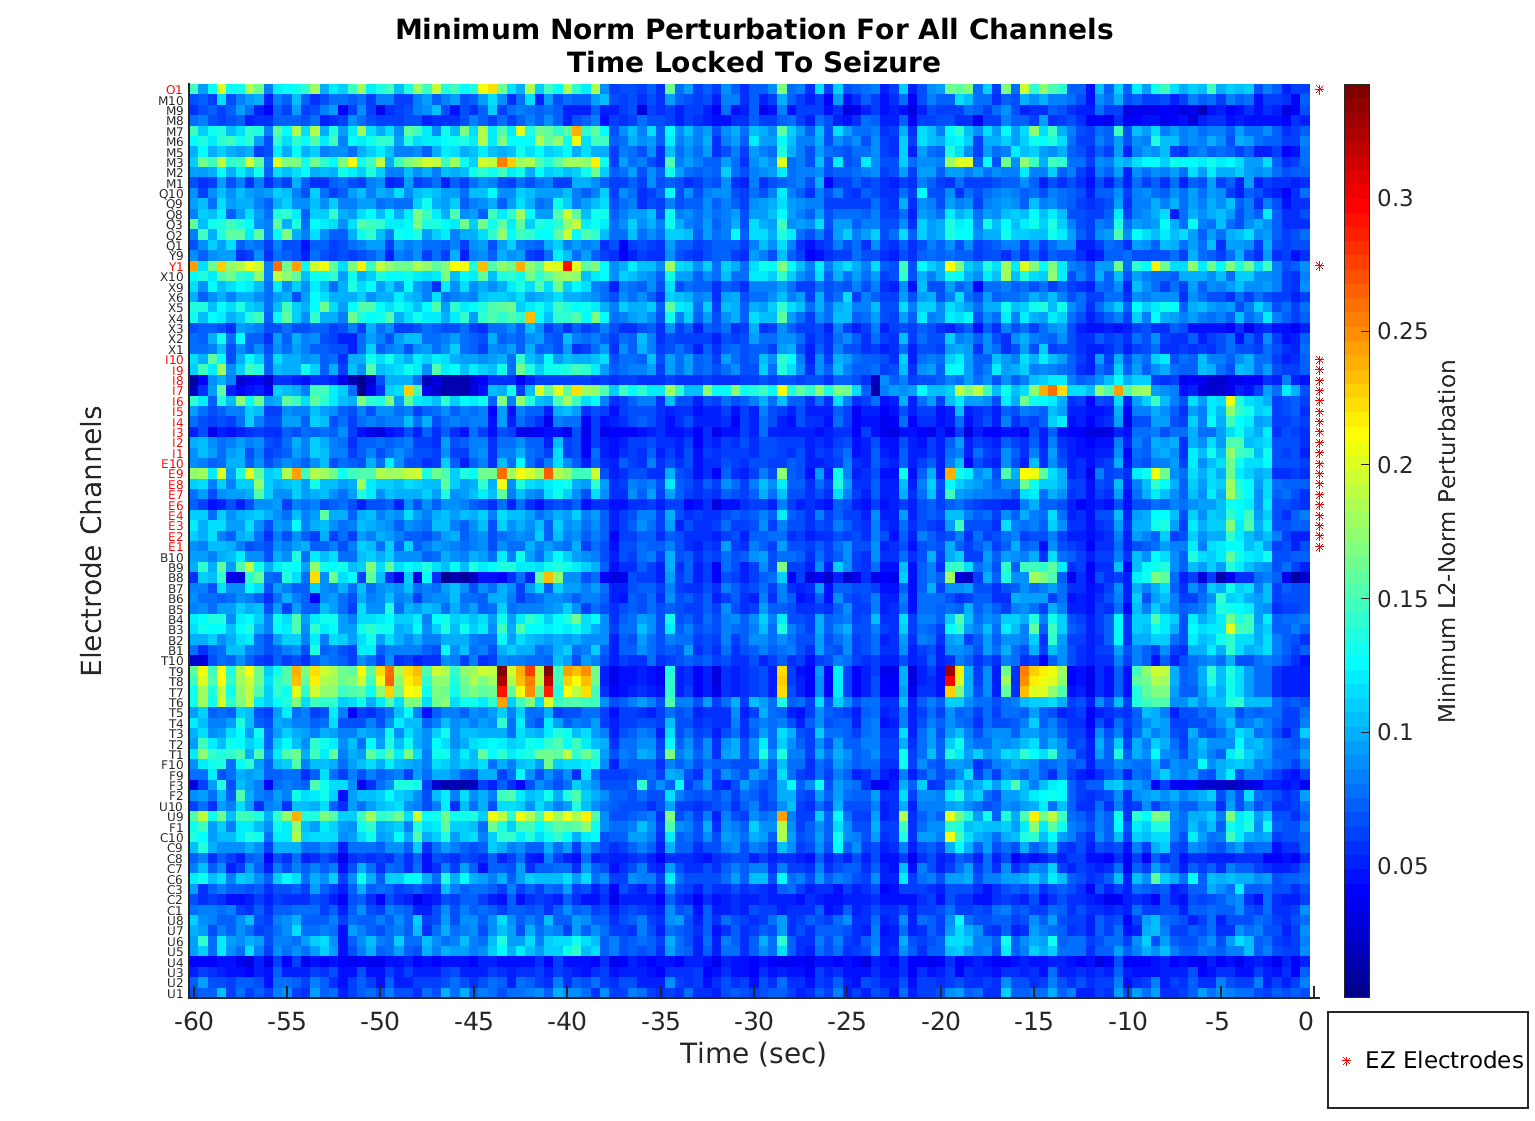 Minimum Norm Perturbation For All Channels
Time Locked To Seizure
Electrode Channels
O1
M10
M9
M8
M7
M6
M5
M3
M2
M1
Q10
Q9
Q8
Q3
Q2
Q1
Y9
Y1
X10
X9
X6
X5
X4
X3
X2
X1
I10
I9
I8
I7
I6
I5
I4
I3
I2
I1
E10
E9
E8
E7
E6
E4
E3
E2
E1
B10
B9
B8
B7
B6
B5
B4
B3
B2
B1
T10
T9
T8
T7
T6
T5
T4
T3
T2
T1
F10
F9
F3
F2
U10
U9
F1
C10
C9
C8
C7
C6
C3
C2
C1
U8
U7
U6
U5
U4
U3
U2
U1
-60 -55 -50 -45 -40 -35 -30 -25 -20 -15 -10 -5 0
Time (sec)
0.3
0.25
0.2
0.15
0.1
0.05
Minimum L2-Norm Perturbation
* EZ Electrodes